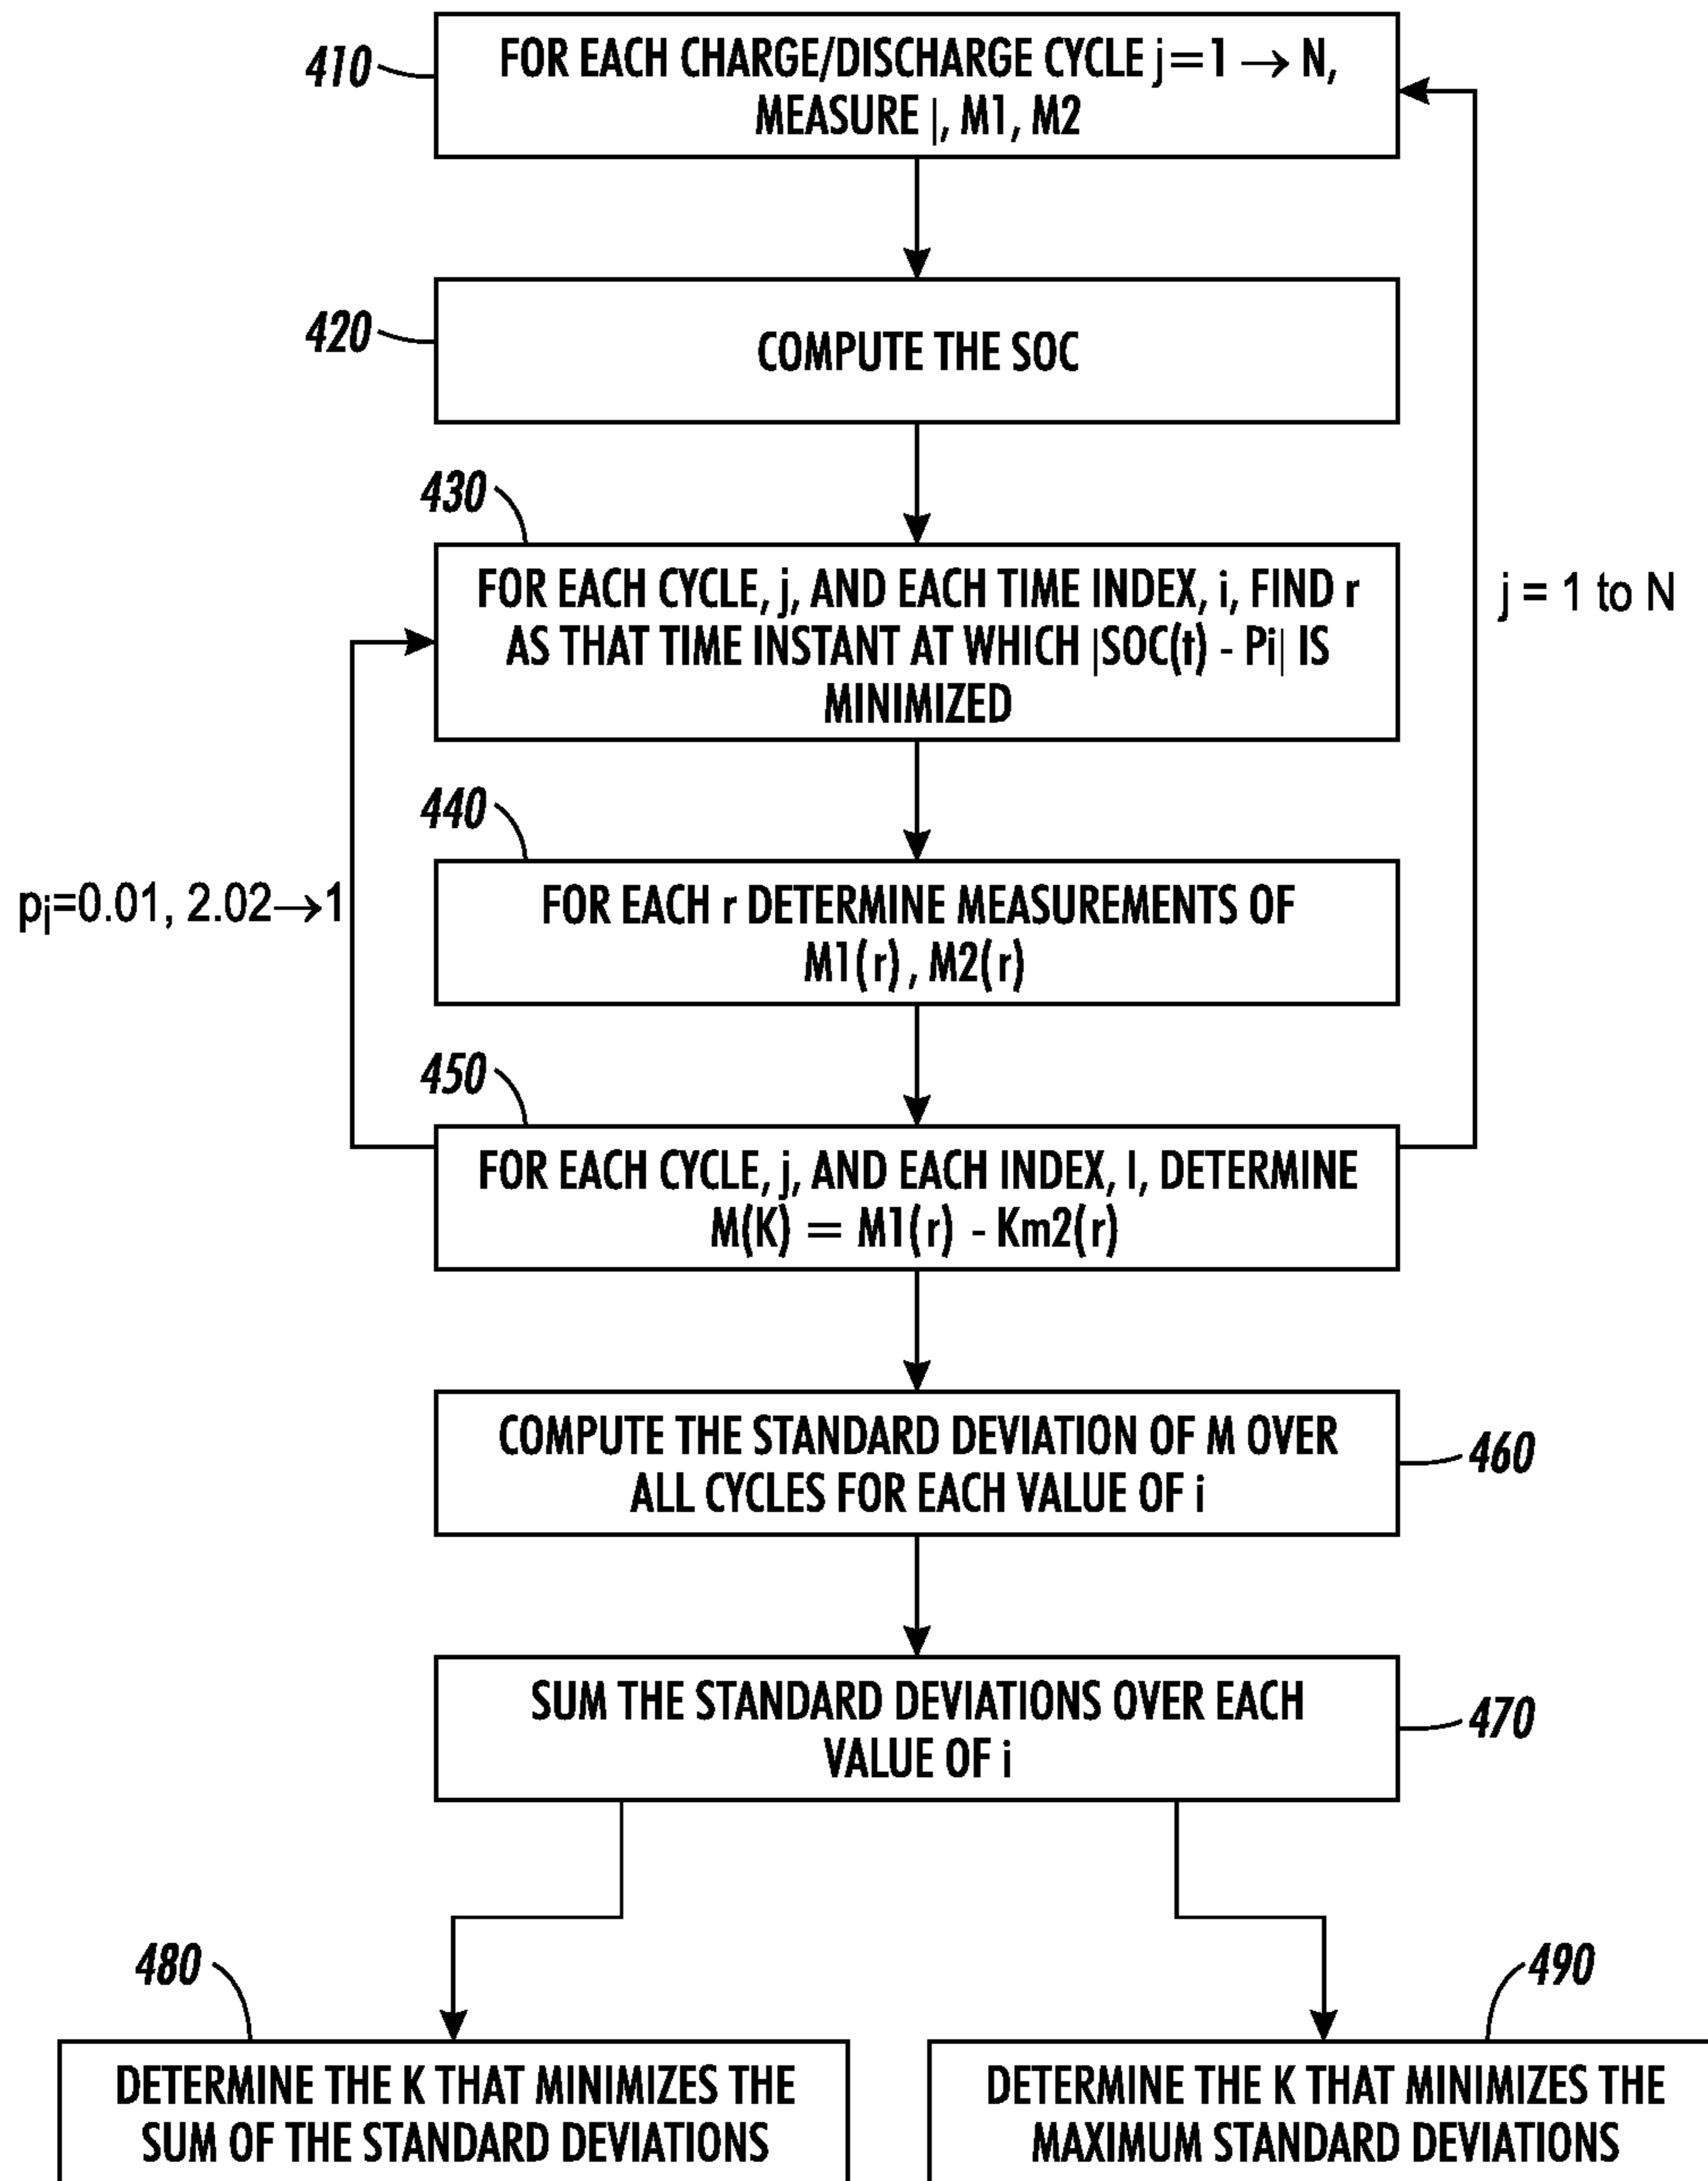 410
FOR EACH CHARGE/DISCHARGE CYCLE j=1 → N,
MEASURE |, M1, M2
420
COMPUTE THE SOC
430
FOR EACH CYCLE, j, AND EACH TIME INDEX, i, FIND r
AS THAT TIME INSTANT AT WHICH |SOC(t) - Pi| IS
MINIMIZED
j = 1 to N
440
FOR EACH r DETERMINE MEASUREMENTS OF
M1(r) , M2(r)
pi=0.01, 2.02→1
450
FOR EACH CYCLE, j, AND EACH INDEX, I, DETERMINE
M(K) = M1(r) - Km2(r)
COMPUTE THE STANDARD DEVIATION OF M OVER
ALL CYCLES FOR EACH VALUE OF i
460
SUM THE STANDARD DEVIATIONS OVER EACH
VALUE OF i
470
480
DETERMINE THE K THAT MINIMIZES THE
SUM OF THE STANDARD DEVIATIONS
490
DETERMINE THE K THAT MINIMIZES THE
MAXIMUM STANDARD DEVIATIONS